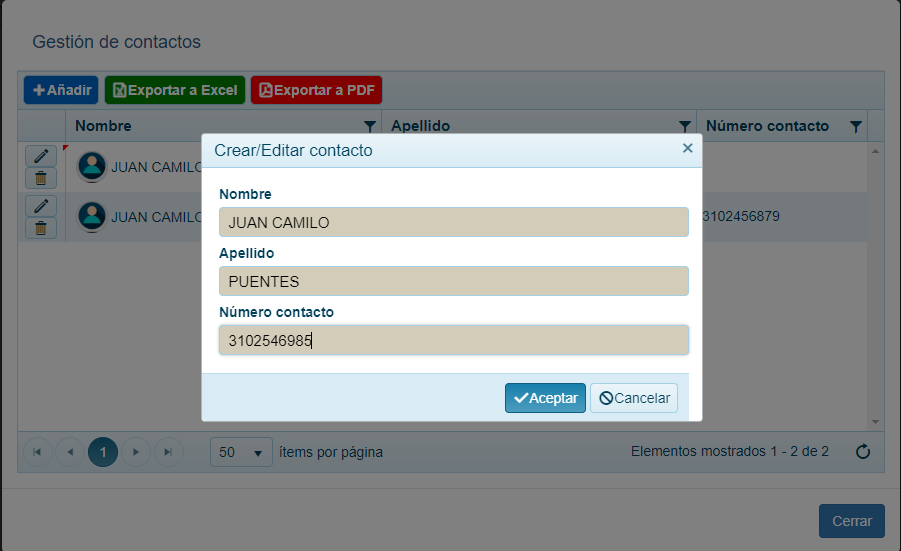 Gestión de contactos
Añadir Exportar a Excel Exportar a PDF
Nombre Apellido Número contacto
Crear/Editar contacto
JUAN CAMILO
Nombre
JUAN CAMILO
JUAN CAMILO 3102456879
Apellido
PUENTES
Número contacto
3102546985
Aceptar Cancelar
1 50 ítems por página Elementos mostrados 1 - 2 de 2
Cerrar